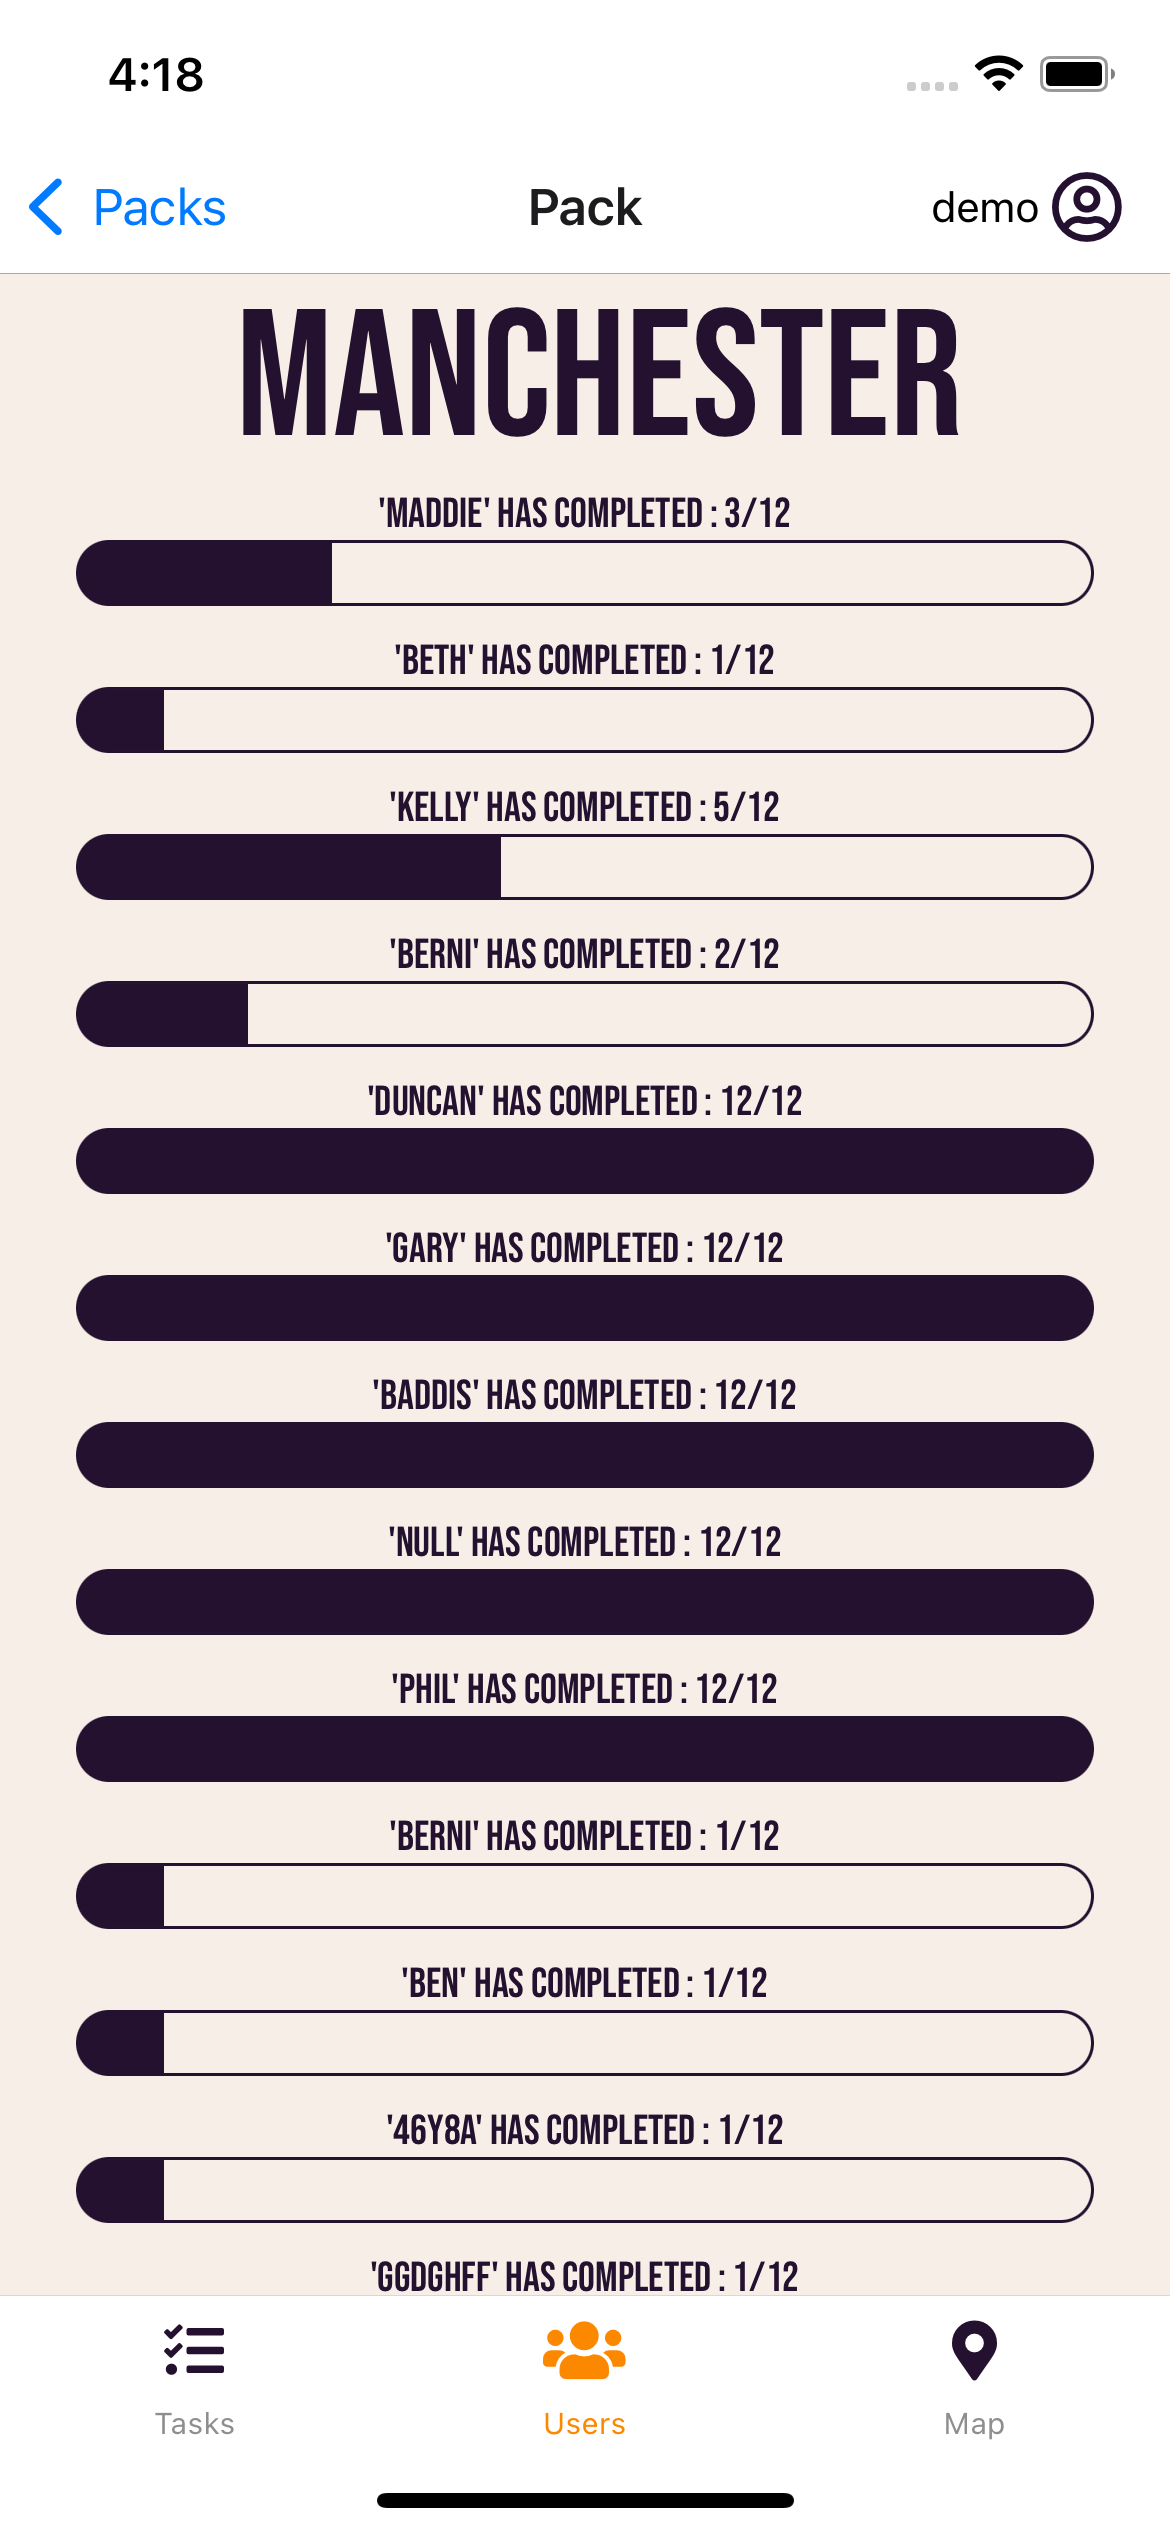 4:18
Packs
Pack
demo
MANCHESTER
'MADDIE' HAS COMPLETED : 3/12
'BETH' HAS COMPLETED : 1/12
'KELLY' HAS COMPLETED : 5/12
'BERNI' HAS COMPLETED : 2/12
'DUNCAN' HAS COMPLETED : 12/12
'GARY' HAS COMPLETED : 12/12
'BADDIS' HAS COMPLETED : 12/12
'NULL' HAS COMPLETED : 12/12
'PHIL' HAS COMPLETED : 12/12
'BERNI' HAS COMPLETED : 1/12
'BEN' HAS COMPLETED : 1/12
'46Y8A' HAS COMPLETED : 1/12
'GGDGHFF' HAS COMPLETED : 1/12
Tasks
Users
Map